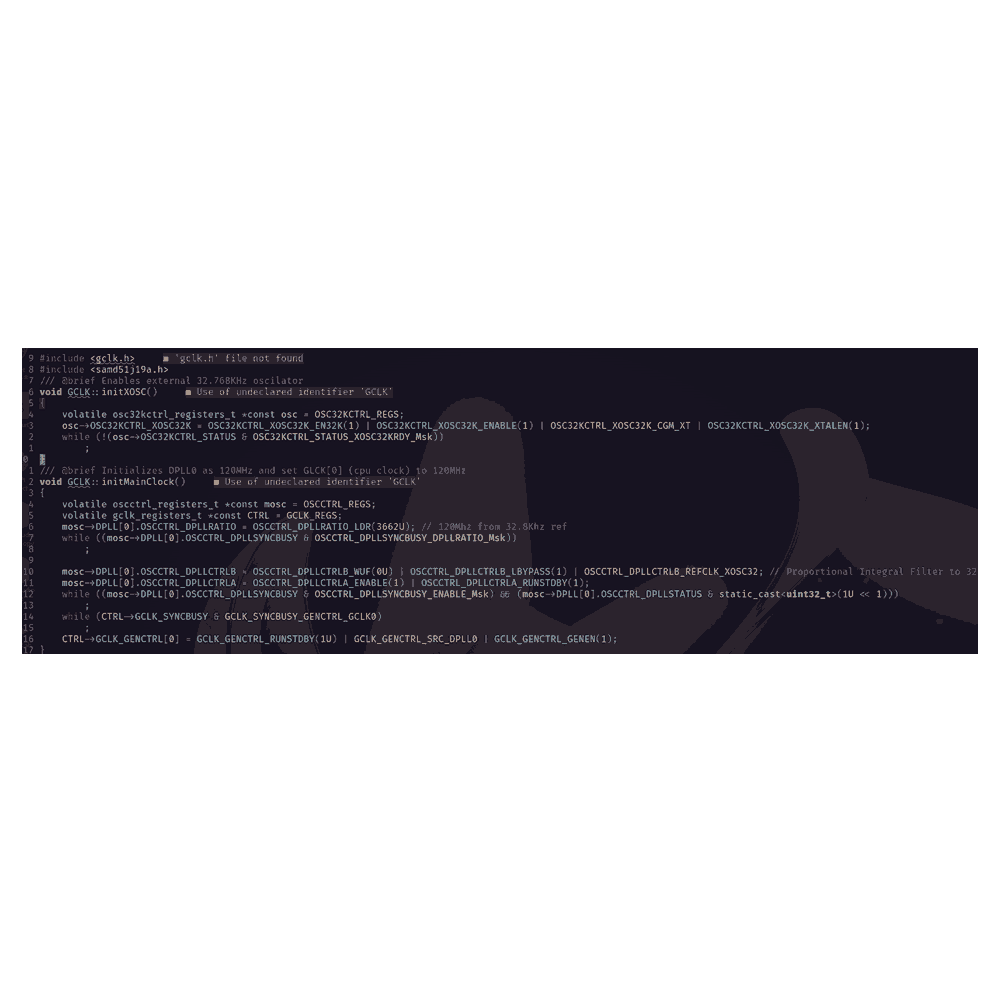 9 #include <gclk.h> ■ 'gclk.h' file not found
8 #include <samd51j19a.h>
7 /// @brief Enables external 32.768KHz oscilator
6 void GCLK::initXOSC() ■ Use of undeclared identifier 'GCLK'
5 {
4 volatile osc32kctrl_registers_t *const osc = OSC32KCTRL_REGS;
3 osc->OSC32KCTRL_XOSC32K = OSC32KCTRL_XOSC32K_EN32K(1) | OSC32KCTRL_XOSC32K_ENABLE(1) | OSC32KCTRL_XOSC32K_CGM_XT | OSC32KCTRL_XOSC32K_XTALEN(1);
2 while (!(osc->OSC32KCTRL_STATUS & OSC32KCTRL_STATUS_XOSC32KRDY_Msk))
1 ;
0 }
1 /// @brief Initializes DPLL0 as 120MHz and set GLCK[0] (cpu clock) to 120MHz
2 void GCLK::initMainClock() ■ Use of undeclared identifier 'GCLK'
3 {
4 volatile oscctrl_registers_t *const mosc = OSCCTRL_REGS;
5 volatile gclk_registers_t *const CTRL = GCLK_REGS;
6 mosc->DPLL[0].OSCCTRL_DPLLRATIO = OSCCTRL_DPLLRATIO_LDR(3662U); // 120Mhz from 32.8Khz ref
7 while ((mosc->DPLL[0].OSCCTRL_DPLLSYNCBUSY & OSCCTRL_DPLLSYNCBUSY_DPLLRATIO_Msk))
8 ;
9
10 mosc->DPLL[0].OSCCTRL_DPLLCTRLB = OSCCTRL_DPLLCTRLB_WUF(0U) | OSCCTRL_DPLLCTRLB_LBYPASS(1) | OSCCTRL_DPLLCTRLB_REFCLK_XOSC32; // Proportional Integral Filter to 32
11 mosc->DPLL[0].OSCCTRL_DPLLCTRLA = OSCCTRL_DPLLCTRLA_ENABLE(1) | OSCCTRL_DPLLCTRLA_RUNSTDBY(1);
12 while ((mosc->DPLL[0].OSCCTRL_DPLLSYNCBUSY & OSCCTRL_DPLLSYNCBUSY_ENABLE_Msk) && (mosc->DPLL[0].OSCCTRL_DPLLSTATUS & static_cast<uint32_t>(1U << 1)))
13 ;
14 while (CTRL->GCLK_SYNCBUSY & GCLK_SYNCBUSY_GENCTRL_GCLK0)
15 ;
16 CTRL->GCLK_GENCTRL[0] = GCLK_GENCTRL_RUNSTDBY(1U) | GCLK_GENCTRL_SRC_DPLL0 | GCLK_GENCTRL_GENEN(1);
17 }